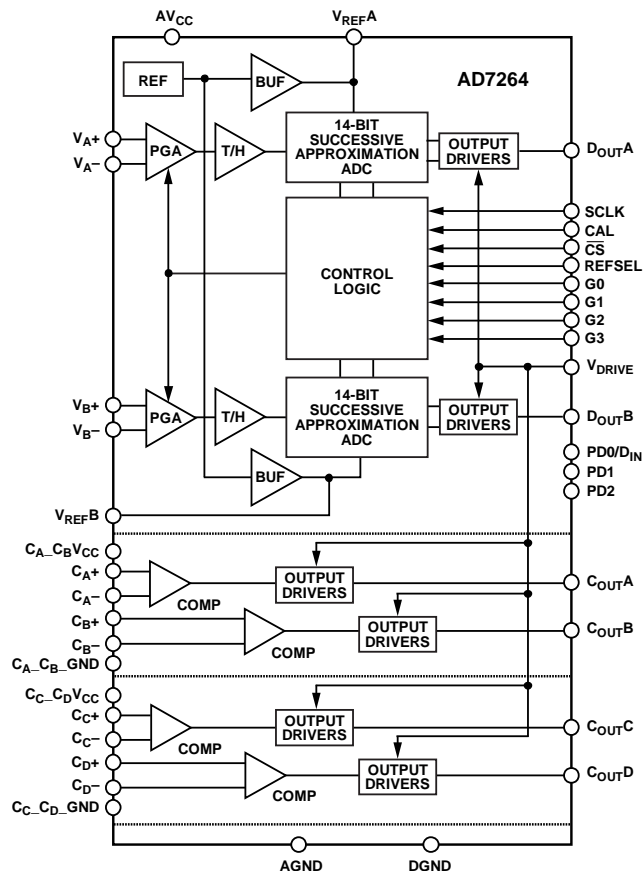 AVCC
VREFA
REF
BUF
AD7264
VA+
VA–
PGA
T/H
14-BIT
SUCCESSIVE
APPROXIMATION
ADC
OUTPUT
DRIVERS
DOUTA
SCLK
CAL
CS
REFSEL
G0
G1
G2
G3
CONTROL
LOGIC
VDRIVE
VB+
VB–
PGA
T/H
14-BIT
SUCCESSIVE
APPROXIMATION
ADC
OUTPUT
DRIVERS
DOUTB
PD0/DIN
PD1
PD2
BUF
VREFB
CA_CBVCC
CA+
CA–
COMP
OUTPUT
DRIVERS
COUTA
CB+
CB–
COMP
OUTPUT
DRIVERS
COUTB
CA_CB_GND
CC_CDVCC
CC+
CC–
COMP
OUTPUT
DRIVERS
COUTC
CD+
CD–
COMP
OUTPUT
DRIVERS
COUTD
CC_CD_GND
AGND
DGND